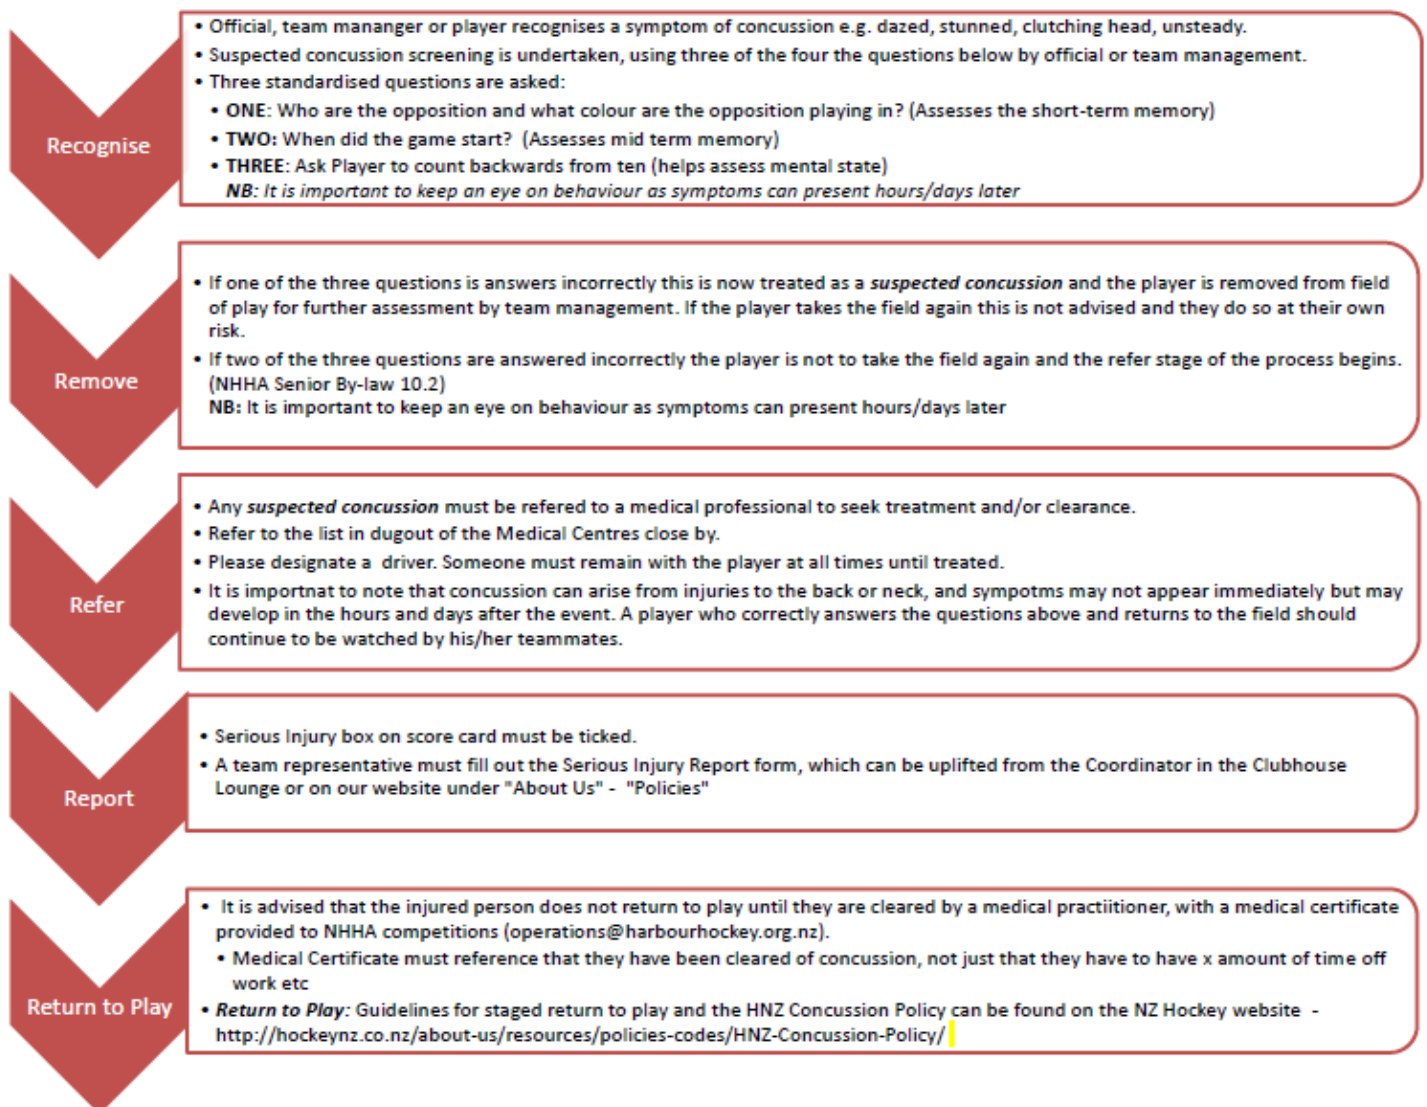 Recognise
• Official, team mananger or player recognises a symptom of concussion e.g. dazed, stunned, clutching head, unsteady.
• Suspected concussion screening is undertaken, using three of the four the questions below by official or team management.
• Three standardised questions are asked:
• ONE: Who are the opposition and what colour are the opposition playing in? (Assesses the short-term memory)
• TWO: When did the game start?  (Assesses mid term memory)
• THREE: Ask Player to count backwards from ten (helps assess mental state)
NB: It is important to keep an eye on behaviour as symptoms can present hours/days later
Remove
• If one of the three questions is answers incorrectly this is now treated as a suspected concussion and the player is removed from field
of play for further assessment by team management. If the player takes the field again this is not advised and they do so at their own
risk.
• If two of the three questions are answered incorrectly the player is not to take the field again and the refer stage of the process begins.
(NHHA Senior By-law 10.2)
NB: It is important to keep an eye on behaviour as symptoms can present hours/days later
Refer
• Any suspected concussion must be refered to a medical professional to seek treatment and/or clearance.
• Refer to the list in dugout of the Medical Centres close by.
• Please designate a  driver. Someone must remain with the player at all times until treated.
• It is importnat to note that concussion can arise from injuries to the back or neck, and sympotms may not appear immediately but may
develop in the hours and days after the event. A player who correctly answers the questions above and returns to the field should
continue to be watched by his/her teammates.
Report
• Serious Injury box on score card must be ticked.
• A team representative must fill out the Serious Injury Report form, which can be uplifted from the Coordinator in the Clubhouse
Lounge or on our website under "About Us" -  "Policies"
Return to Play
•  It is advised that the injured person does not return to play until they are cleared by a medical practiitioner, with a medical certificate
provided to NHHA competitions (operations@harbourhockey.org.nz).
• Medical Certificate must reference that they have been cleared of concussion, not just that they have to have x amount of time off
work etc
• Return to Play: Guidelines for staged return to play and the HNZ Concussion Policy can be found on the NZ Hockey website  -
http://hockeynz.co.nz/about-us/resources/policies-codes/HNZ-Concussion-Policy/